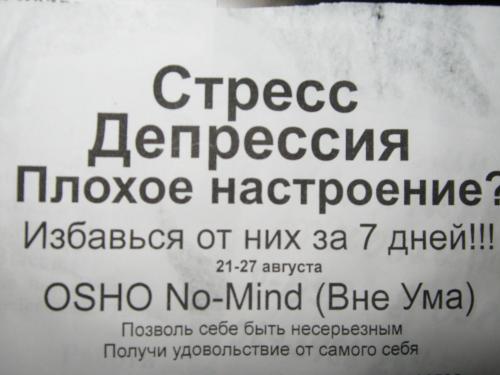 Стресс
Депрессия
Плохое настроение?
Избавься от них за 7 дней!!!
21-27 августа
OSHO No-Mind (Вне Ума)
Позволь себе быть несерьезным
Получи удовольствие от самого себя